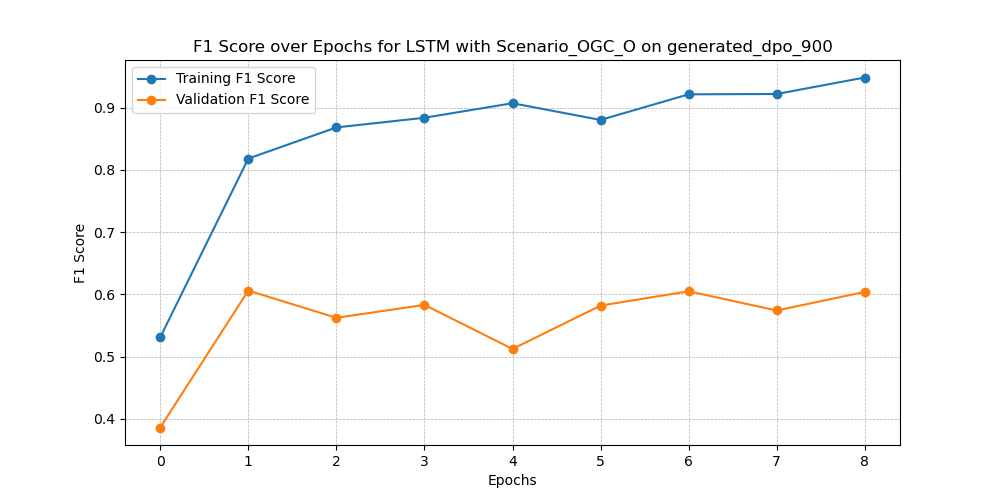 F1 Score over Epochs for LSTM with Scenario_OGC_O on generated_dpo_900
Training F1 Score
Validation F1 Score
F1 Score
0.9
0.8
0.7
0.6
0.5
0.4
0 1 2 3 4 5 6 7 8
Epochs